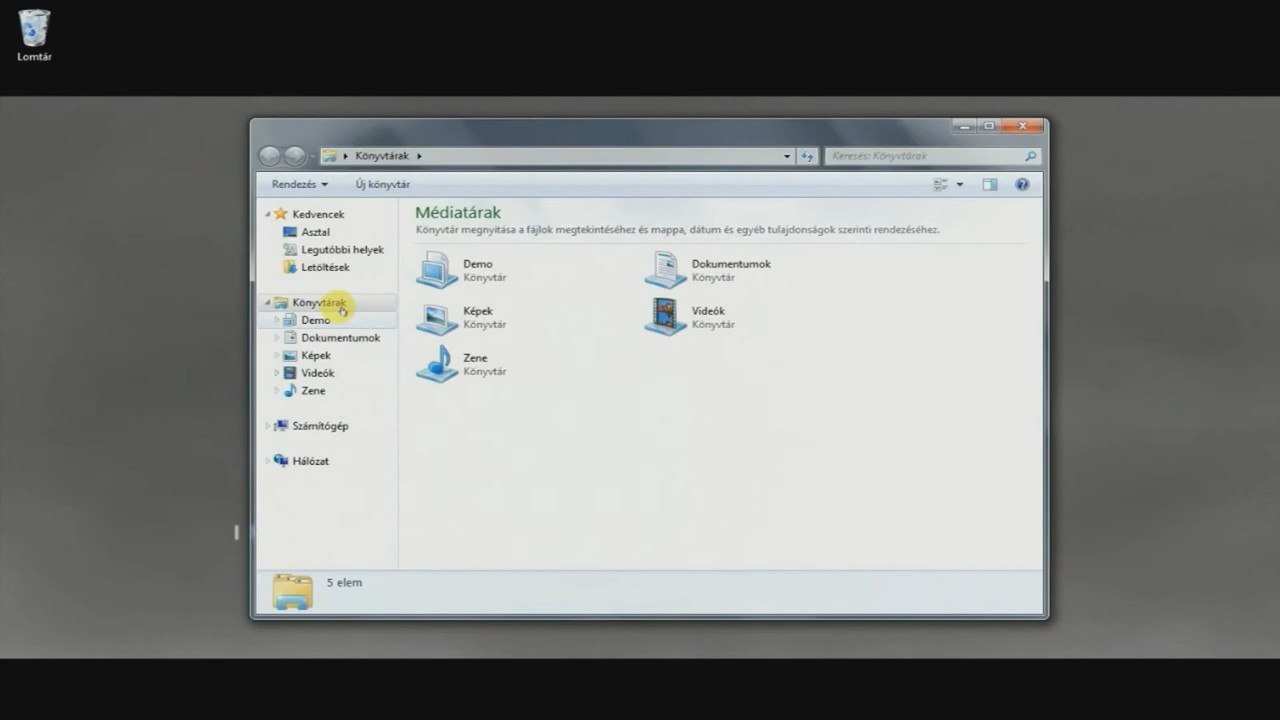 Lomtár
Könyvtárak
Keresés: Könyvtárak
Rendezés
Új könyvtár
Kedvencek
Asztal
Legutóbbi helyek
Letöltések
Könyvtárak
Demo
Dokumentumok
Képek
Videók
Zene
Számítógép
Hálózat
Médiatárak
Könyvtár megnyitása a fájlok megtekintéséhez és mappa, dátum és egyéb tulajdonságok szerinti rendezéséhez.
Demo
Könyvtár
Dokumentumok
Könyvtár
Képek
Könyvtár
Videók
Könyvtár
Zene
Könyvtár
5 elem